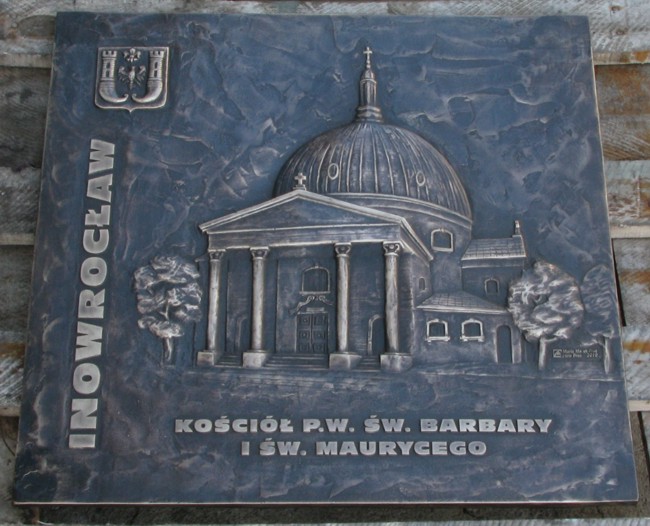 INOWROCŁAW
KOŚCIÓŁ P.W. ŚW. BARBARY
I ŚW. MAURYCEGO